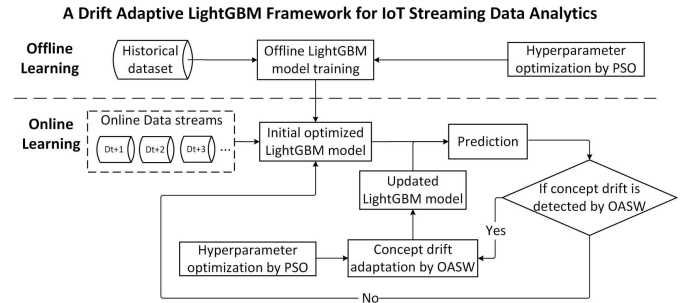 A Drift Adaptive LightGBM Framework for IoT Streaming Data Analytics
Offline
Learning
Historical
dataset
Offline LightGBM
model training
Hyperparameter
optimization by PSO
Online
Learning
Online Data streams
Dt+1
Dt+2
Dt+3
...
Initial optimized
LightGBM model
Prediction
If concept drift is
detected by OASW
Updated
LightGBM model
Yes
Hyperparameter
optimization by PSO
Concept drift
adaptation by OASW
No